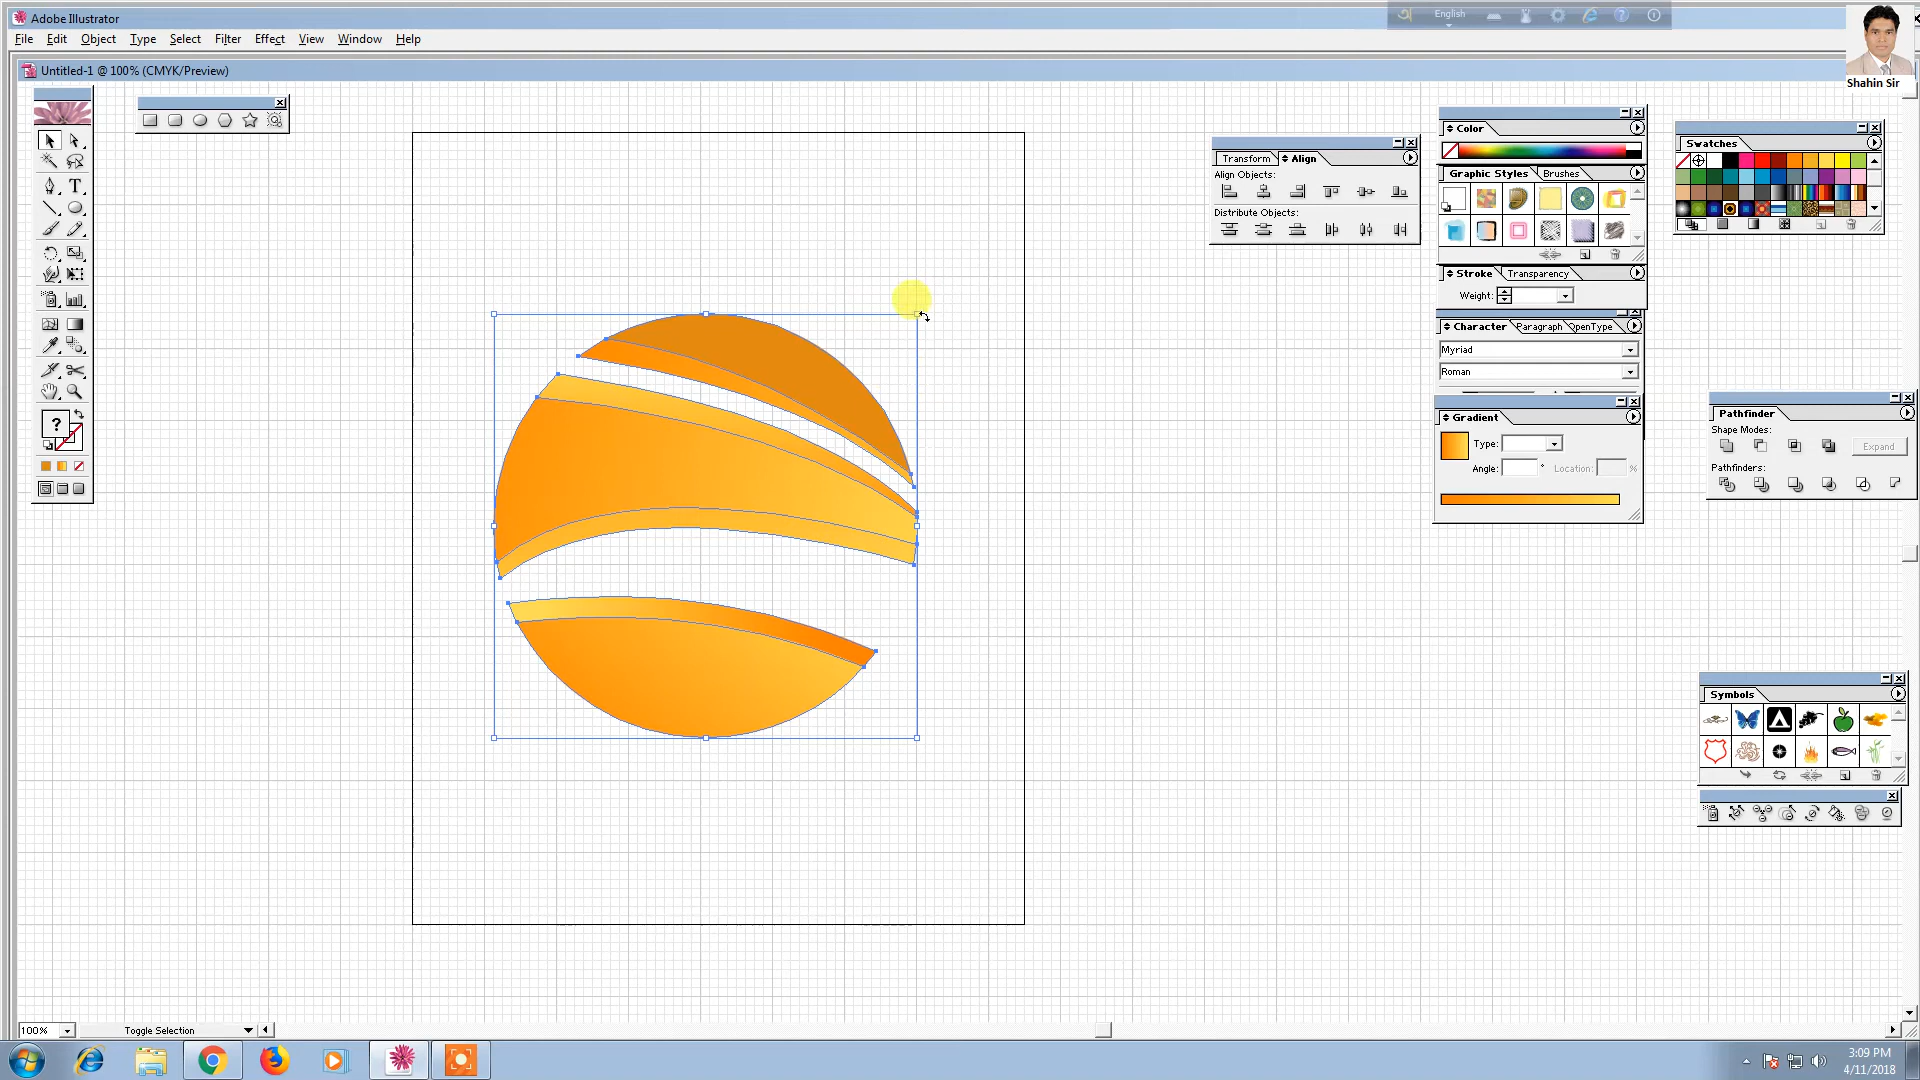 Adobe Illustrator
English
File Edit Object Type Select Filter Effect View Window Help
Untitled-1 @ 100% (CMYK/Preview)
Shahin Sir
Transform Align
Align Objects:
Distribute Objects:
Color
Graphic Styles Brushes
Stroke Transparency
Weight:
Character Paragraph OpenType
Myriad
Roman
Gradient
Type:
Angle: ° Location: %
Swatches
Pathfinder
Shape Modes:
Expand
Pathfinders:
Symbols
?
100% Toggle Selection
3:09 PM
4/11/2018